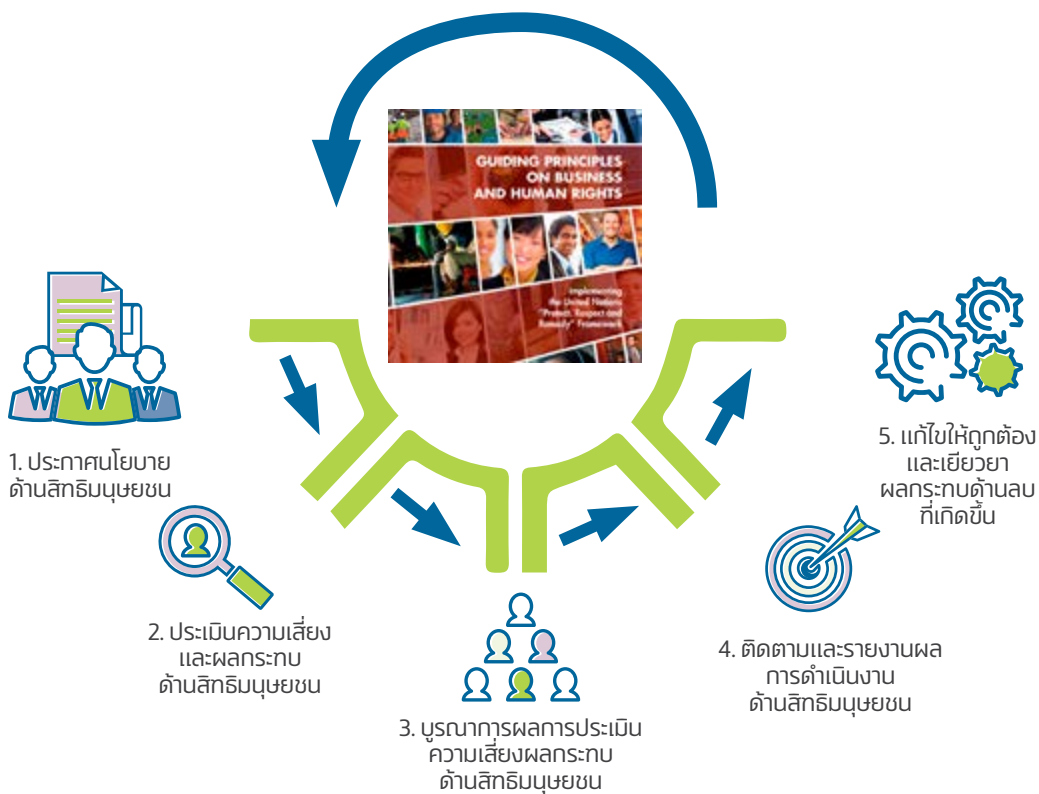 GUIDING PRINCIPLES
ON BUSINESS
AND HUMAN RIGHTS
Implementing
the United Nations
"Protect, Respect and
Remedy" Framework
1. ประกาศนโยบาย
ด้านสิทธิมนุษยชน
2. ประเมินความเสี่ยง
และผลกระทบ
ด้านสิทธิมนุษยชน
3. บูรณาการผลการประเมิน
ความเสี่ยงผลกระทบ
ด้านสิทธิมนุษยชน
4. ติดตามและรายงานผล
การดำเนินงาน
ด้านสิทธิมนุษยชน
5. แก้ไขให้ถูกต้อง
และเยียวยา
ผลกระทบด้านลบ
ที่เกิดขึ้น